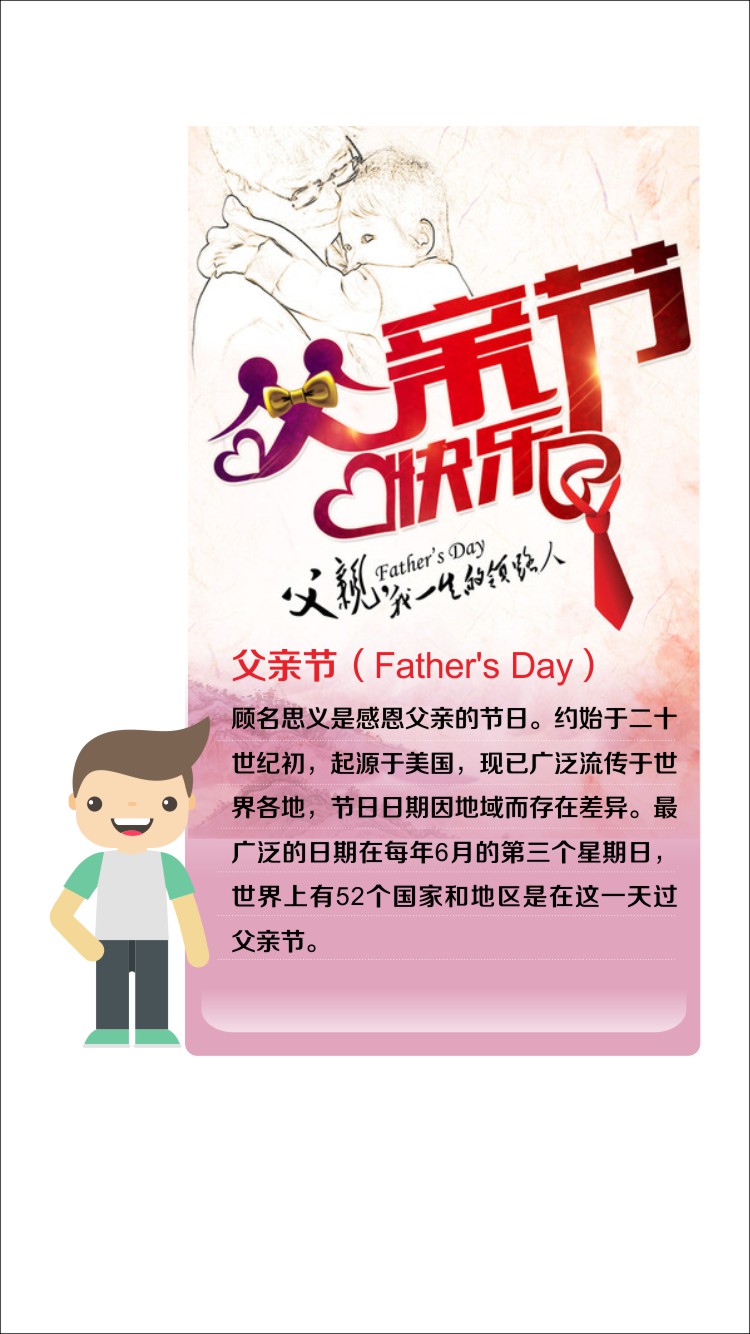 父亲节
快乐
Father's Day
父親,我一生的领路人
父亲节（Father's Day）
顾名思义是感恩父亲的节日。约始于二十
世纪初，起源于美国，现已广泛流传于世
界各地，节日日期因地域而存在差异。最
广泛的日期在每年6月的第三个星期日，
世界上有52个国家和地区是在这一天过
父亲节。